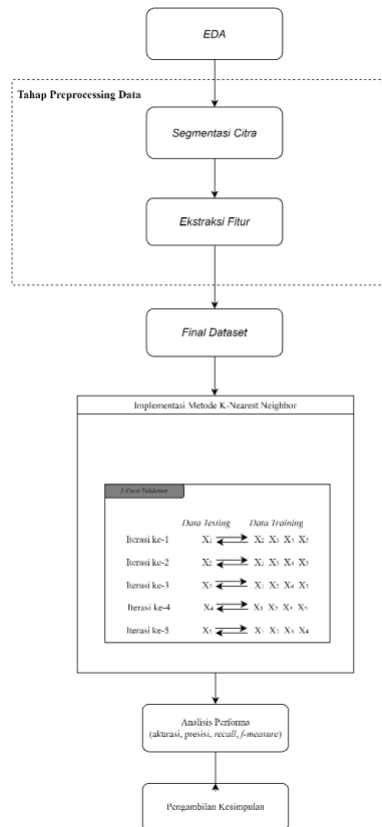 EDA
Tahap Preprocessing Data
Segmentasi Citra
Ekstraksi Fitur
Final Dataset
Implementasi Metode K-Nearest Neighbor
Data Testing Data Training
Iterasi ke-1 X₁ X₂ X₃ X₄ X₅
Iterasi ke-2 X₂ X₁ X₃ X₄ X₅
Iterasi ke-3 X₃ X₁ X₂ X₄ X₅
Iterasi ke-4 X₄ X₅
Iterasi ke-5 X₅ X₁ X₂ X₃ X₄
Analisis Performa
(akurasi, presisi, recall, f-measure)
Pengambilan Kesimpulan